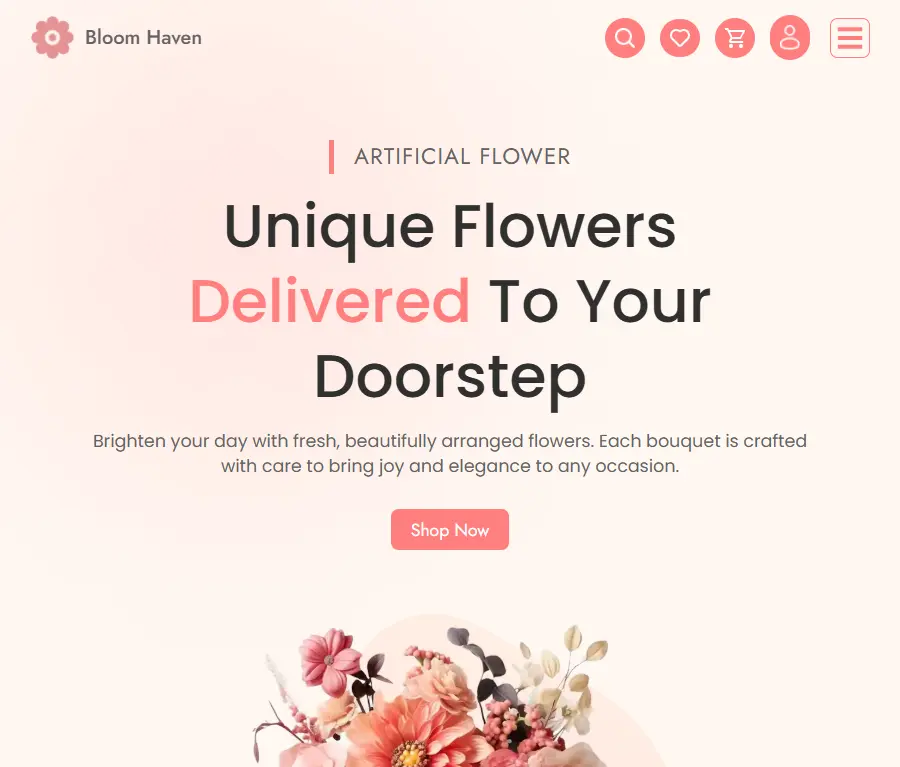 Bloom Haven
ARTIFICIAL FLOWER
Unique Flowers
Delivered To Your
Doorstep
Brighten your day with fresh, beautifully arranged flowers. Each bouquet is crafted
with care to bring joy and elegance to any occasion.
Shop Now